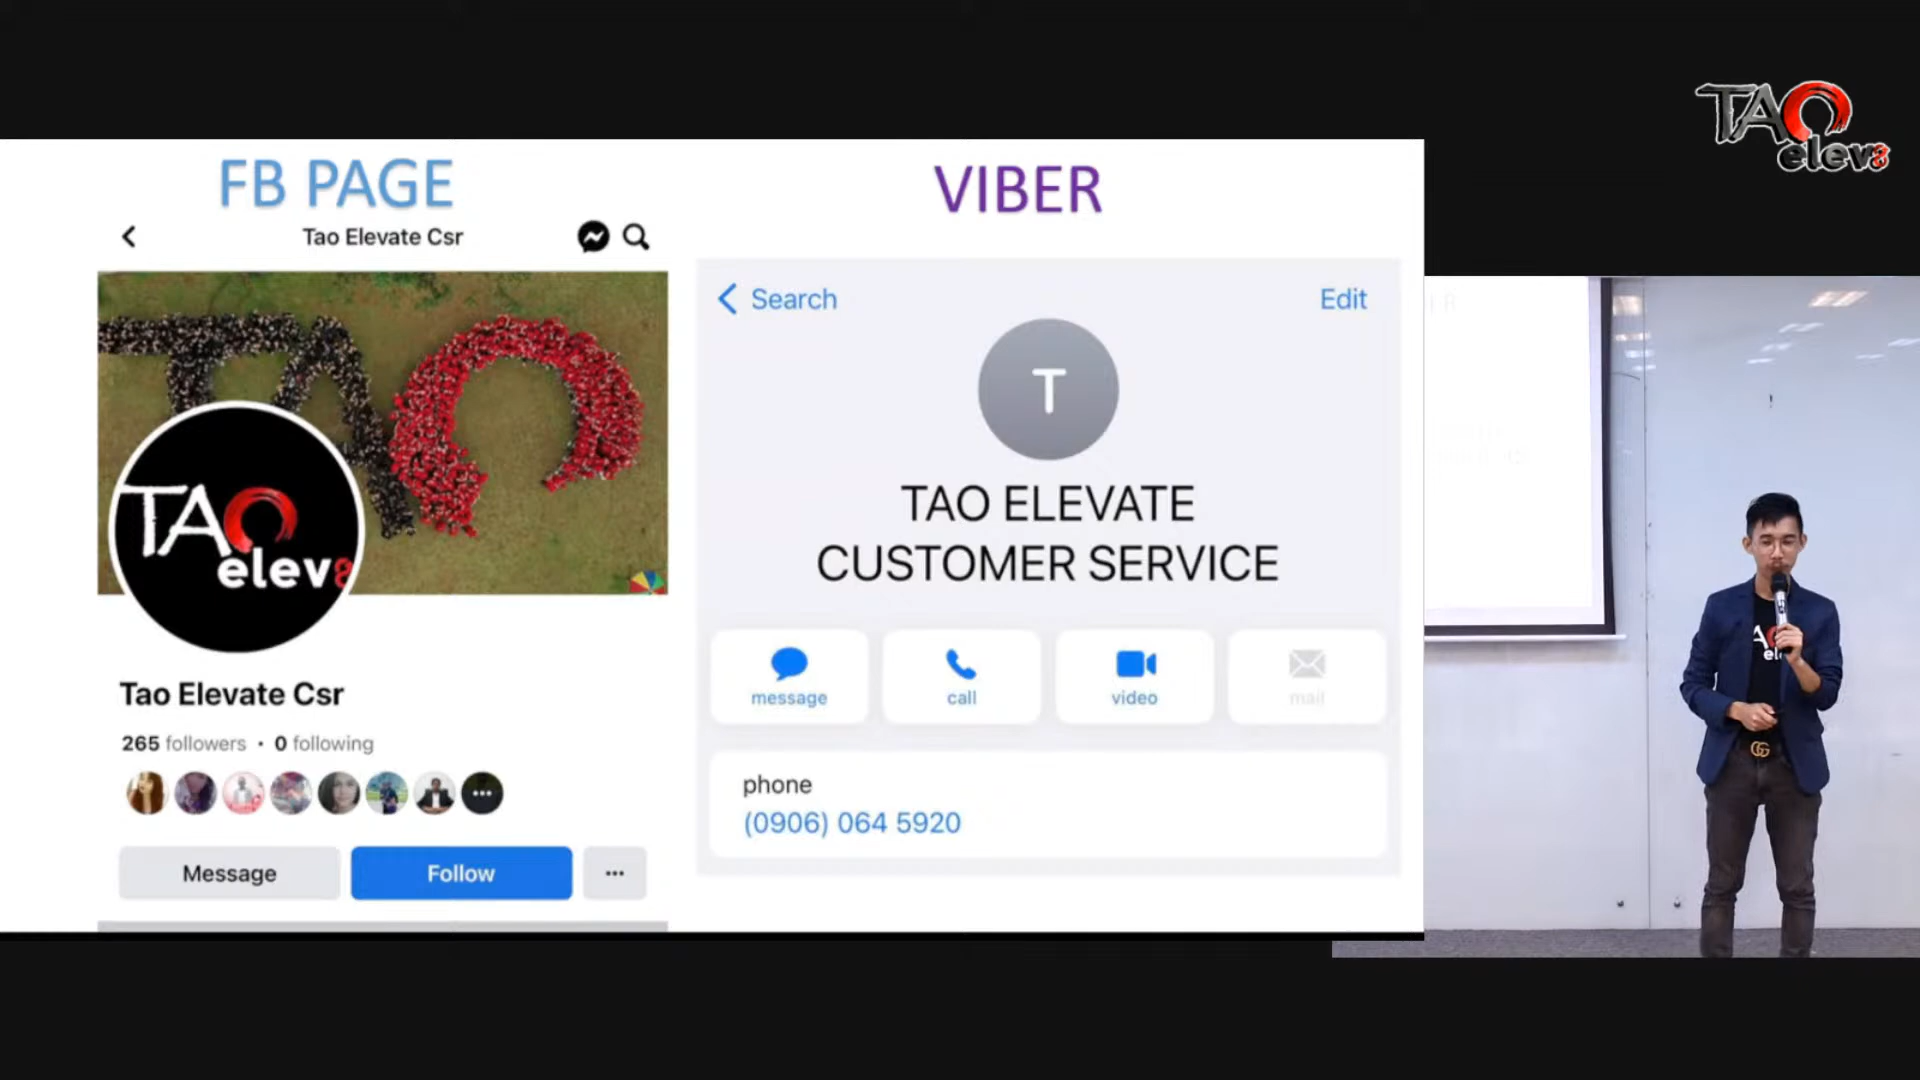 TAO
elev8
FB PAGE
Tao Elevate Csr
TAO
TAO
elev8
Tao Elevate Csr
265 followers · 0 following
Message
Follow
VIBER
Search
Edit
T
TAO ELEVATE
CUSTOMER SERVICE
message
call
video
mail
phone
(0906) 064 5920